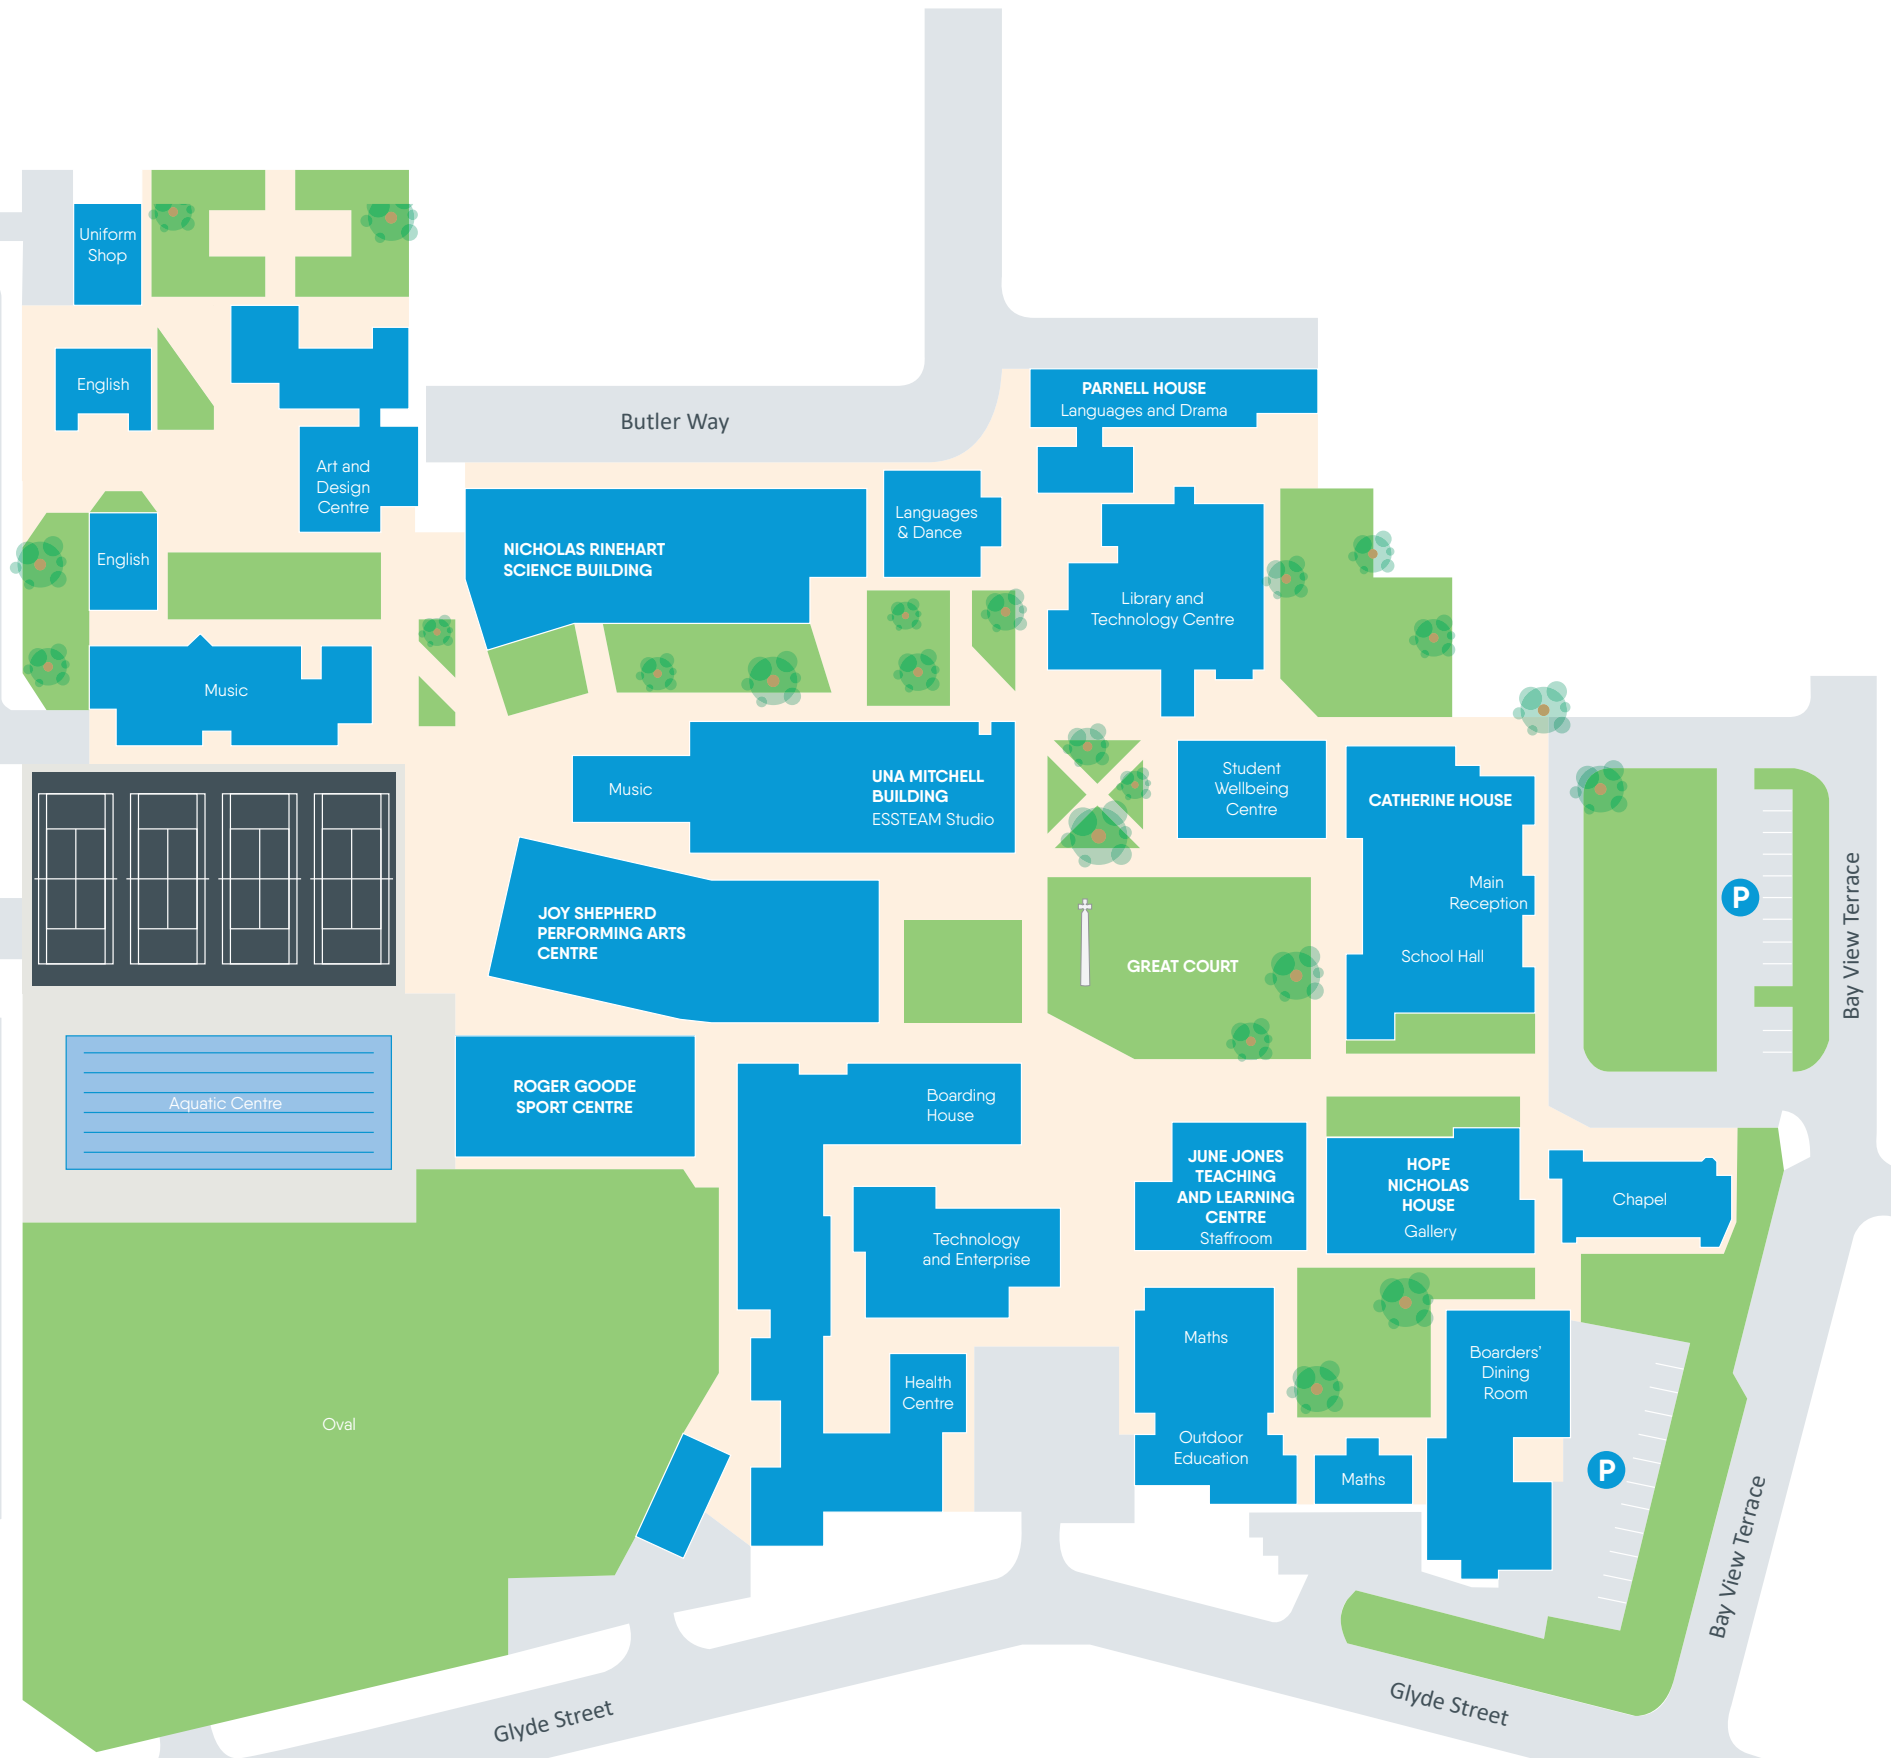 Uniform
Shop
English
Butler Way
PARNELL HOUSE
Languages and Drama
Art and
Design
Centre
English
NICHOLAS RINEHART
SCIENCE BUILDING
Languages
& Dance
Library and
Technology Centre
Music
Music
UNA MITCHELL
BUILDING
ESSTEAM Studio
Student
Wellbeing
Centre
CATHERINE HOUSE
Main
Reception
School Hall
P
Bay View Terrace
JOY SHEPHERD
PERFORMING ARTS
CENTRE
GREAT COURT
Aquatic Centre
ROGER GOODE
SPORT CENTRE
Boarding
House
JUNE JONES
TEACHING
AND LEARNING
CENTRE
Staffroom
HOPE
NICHOLAS
HOUSE
Gallery
Chapel
Technology
and Enterprise
Maths
Boarders'
Dining
Room
Health
Centre
Oval
Outdoor
Education
Maths
P
Bay View Terrace
Glyde Street
Glyde Street